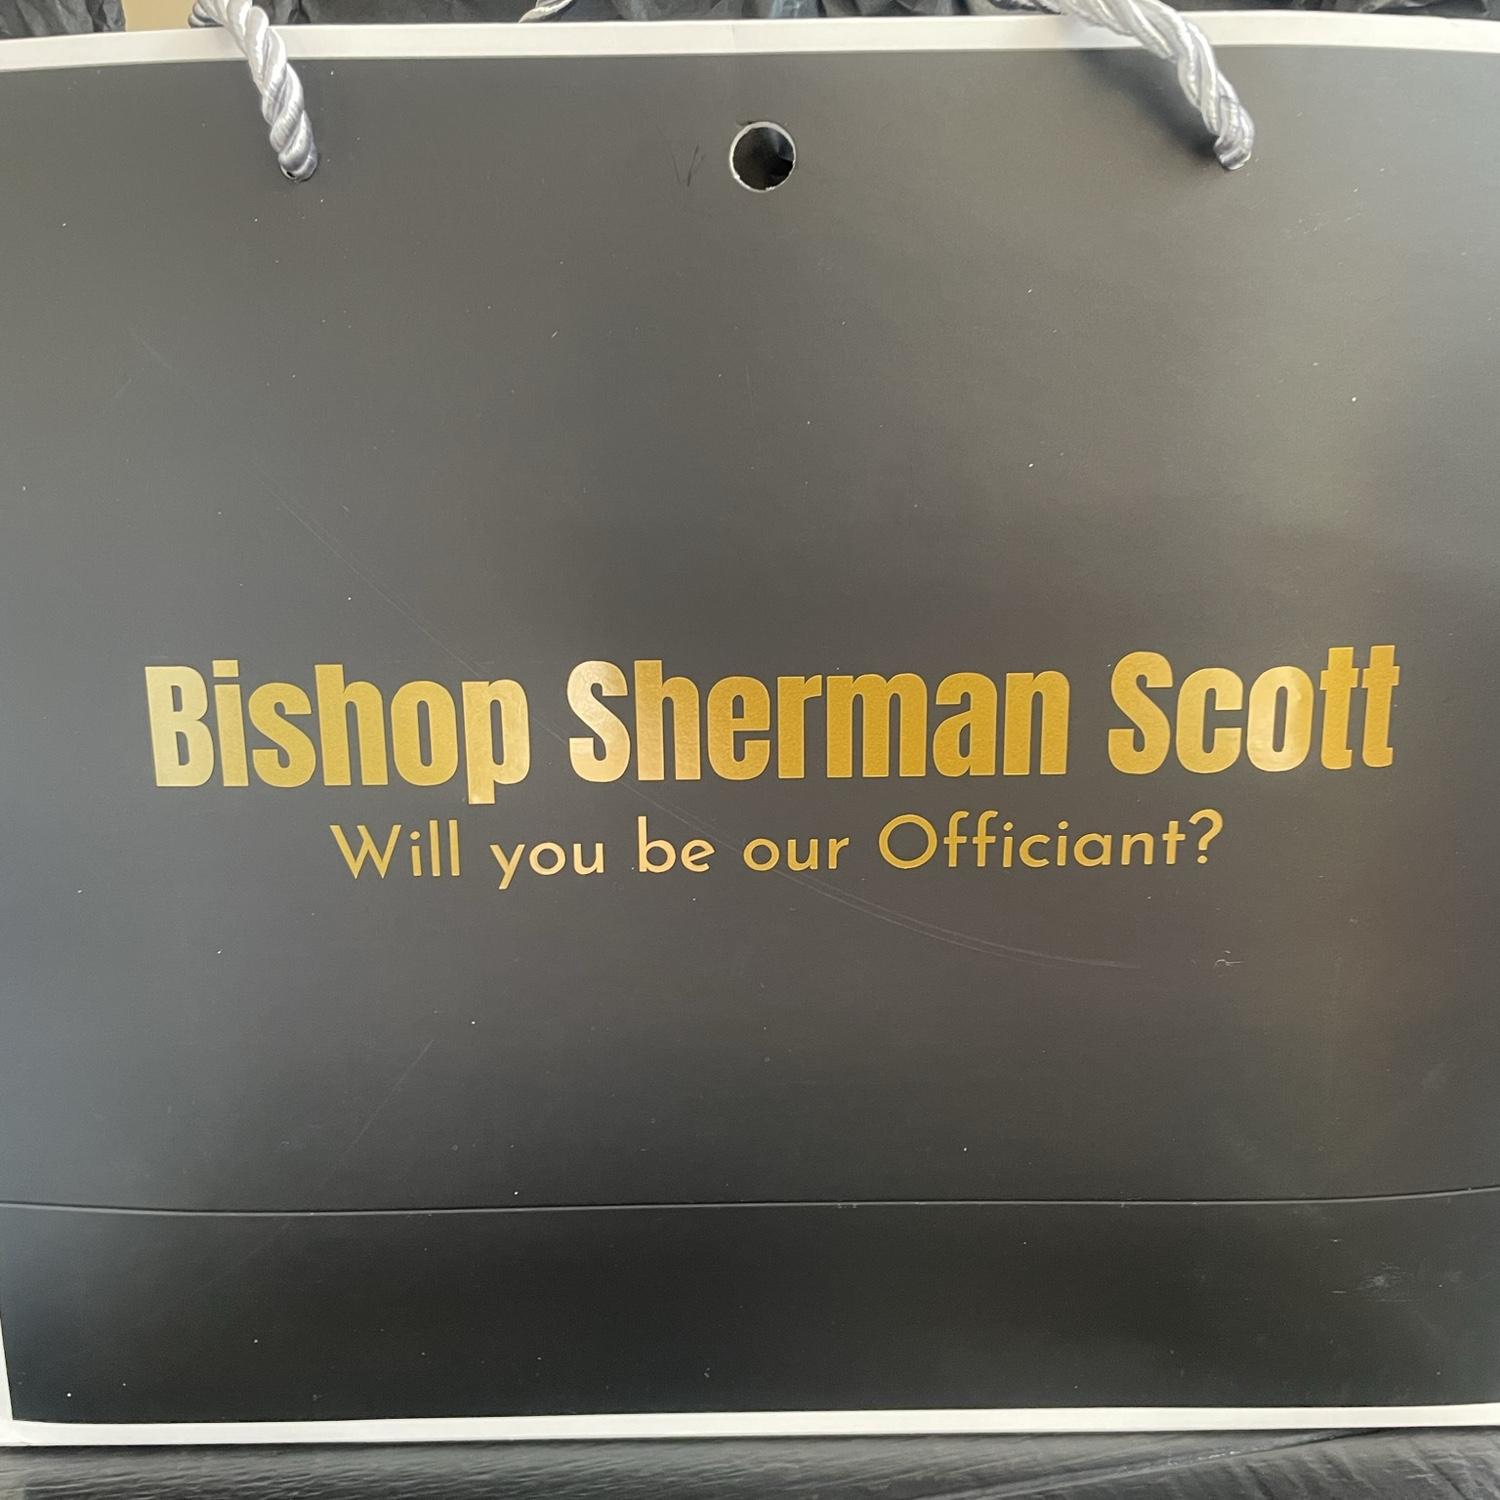 Bishop Sherman Scott
Will you be our Officiant?